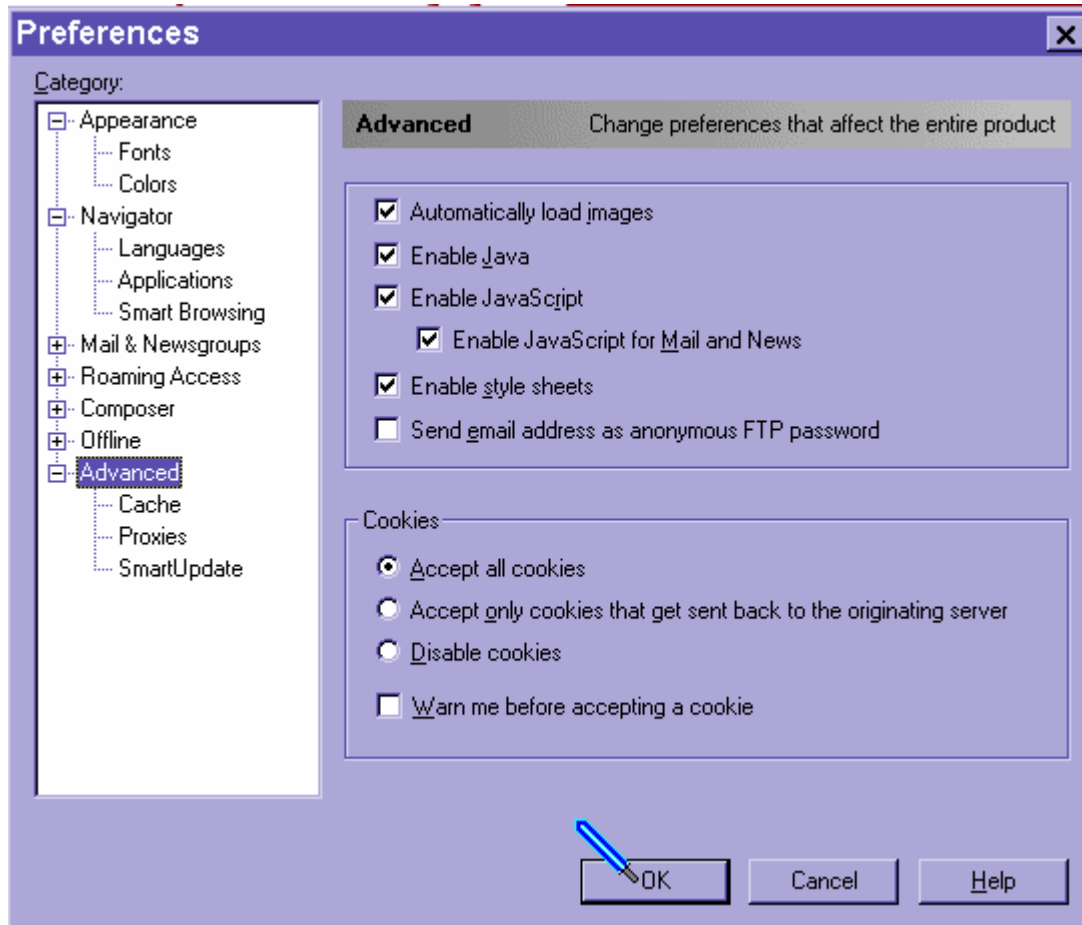 Preferences
Category:
Appearance
Fonts
Colors
Navigator
Languages
Applications
Smart Browsing
Mail & Newsgroups
Roaming Access
Composer
Offline
Advanced
Cache
Proxies
SmartUpdate
Advanced Change preferences that affect the entire product
Automatically load images
Enable Java
Enable JavaScript
Enable JavaScript for Mail and News
Enable style sheets
Send email address as anonymous FTP password
Cookies
Accept all cookies
Accept only cookies that get sent back to the originating server
Disable cookies
Warn me before accepting a cookie
OK Cancel Help